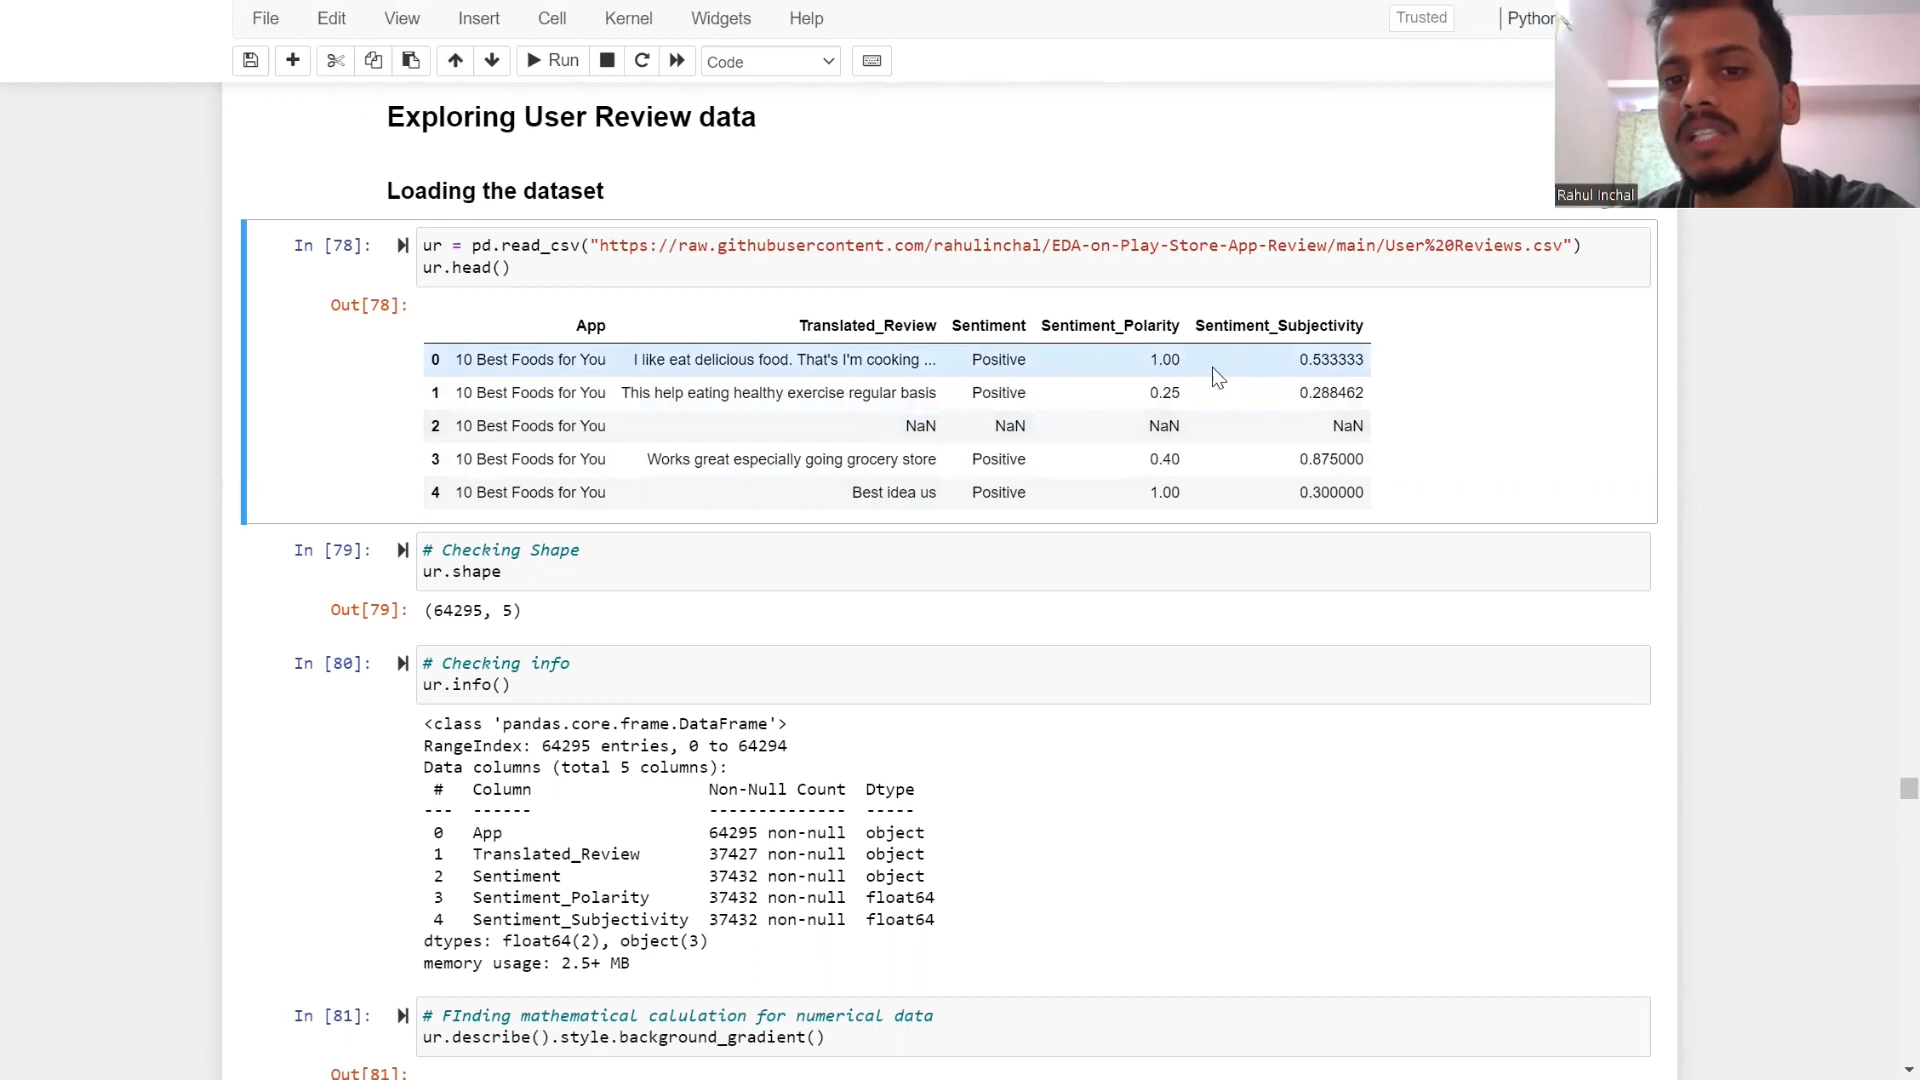 File Edit View Insert Cell Kernel Widgets Help Trusted
Run Code
Exploring User Review data
Loading the dataset
In [78]: ur = pd.read_csv("https://raw.githubusercontent.com/rahulinchal/EDA-on-Play-Store-App-Review/main/User%20Reviews.csv")
ur.head()
Out[78]:
App Translated_Review Sentiment Sentiment_Polarity Sentiment_Subjectivity
0 10 Best Foods for You I like eat delicious food. That's I'm cooking ... Positive 1.00 0.533333
1 10 Best Foods for You This help eating healthy exercise regular basis Positive 0.25 0.288462
2 10 Best Foods for You NaN NaN NaN NaN
3 10 Best Foods for You Works great especially going grocery store Positive 0.40 0.875000
4 10 Best Foods for You Best idea us Positive 1.00 0.300000
In [79]: # Checking Shape
ur.shape
Out[79]: (64295, 5)
In [80]: # Checking info
ur.info()
<class 'pandas.core.frame.DataFrame'>
RangeIndex: 64295 entries, 0 to 64294
Data columns (total 5 columns):
# Column Non-Null Count Dtype
--- ------ -------------- -----
0 App 64295 non-null object
1 Translated_Review 37427 non-null object
2 Sentiment 37432 non-null object
3 Sentiment_Polarity 37432 non-null float64
4 Sentiment_Subjectivity 37432 non-null float64
dtypes: float64(2), object(3)
memory usage: 2.5+ MB
In [81]: # FInding mathematical calulation for numerical data
ur.describe().style.background_gradient()
Out[81]:
Rahul Inchal